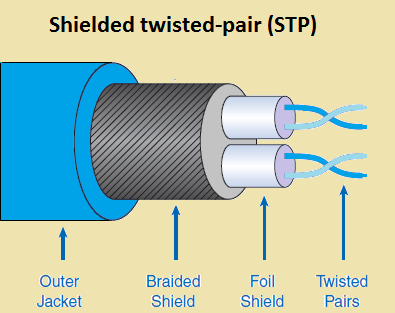 Shielded twisted-pair (STP)
Outer
Jacket
Braided
Shield
Foil
Shield
Twisted
Pairs